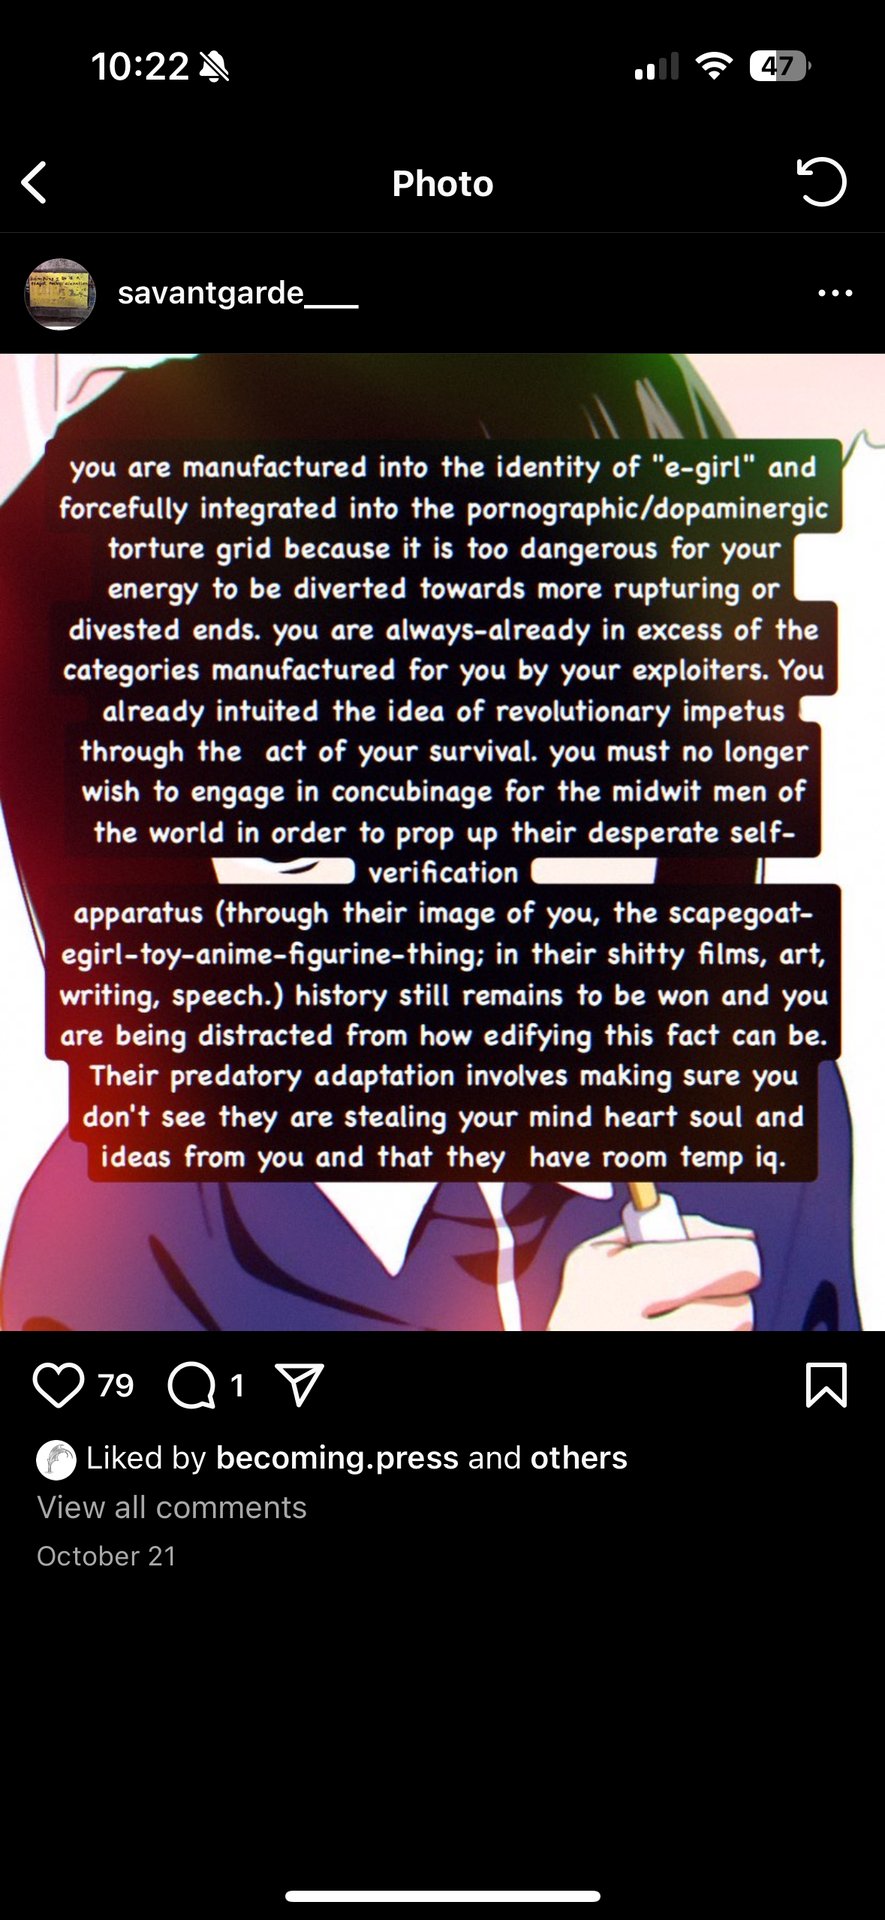 10:22
47
Photo
savantgarde___
you are manufactured into the identity of "e-girl" and
forcefully integrated into the pornographic/dopaminergic
torture grid because it is too dangerous for your
energy to be diverted towards more rupturing or
divested ends. you are always-already in excess of the
categories manufactured for you by your exploiters. You
already intuited the idea of revolutionary impetus
through the  act of your survival. you must no longer
wish to engage in concubinage for the midwit men of
the world in order to prop up their desperate self-
verification
apparatus (through their image of you, the scapegoat-
egirl-toy-anime-figurine-thing; in their shitty films, art,
writing, speech.) history still remains to be won and you
are being distracted from how edifying this fact can be.
Their predatory adaptation involves making sure you
don't see they are stealing your mind heart soul and
ideas from you and that they  have room temp iq.
79
1
Liked by becoming.press and others
View all comments
October 21